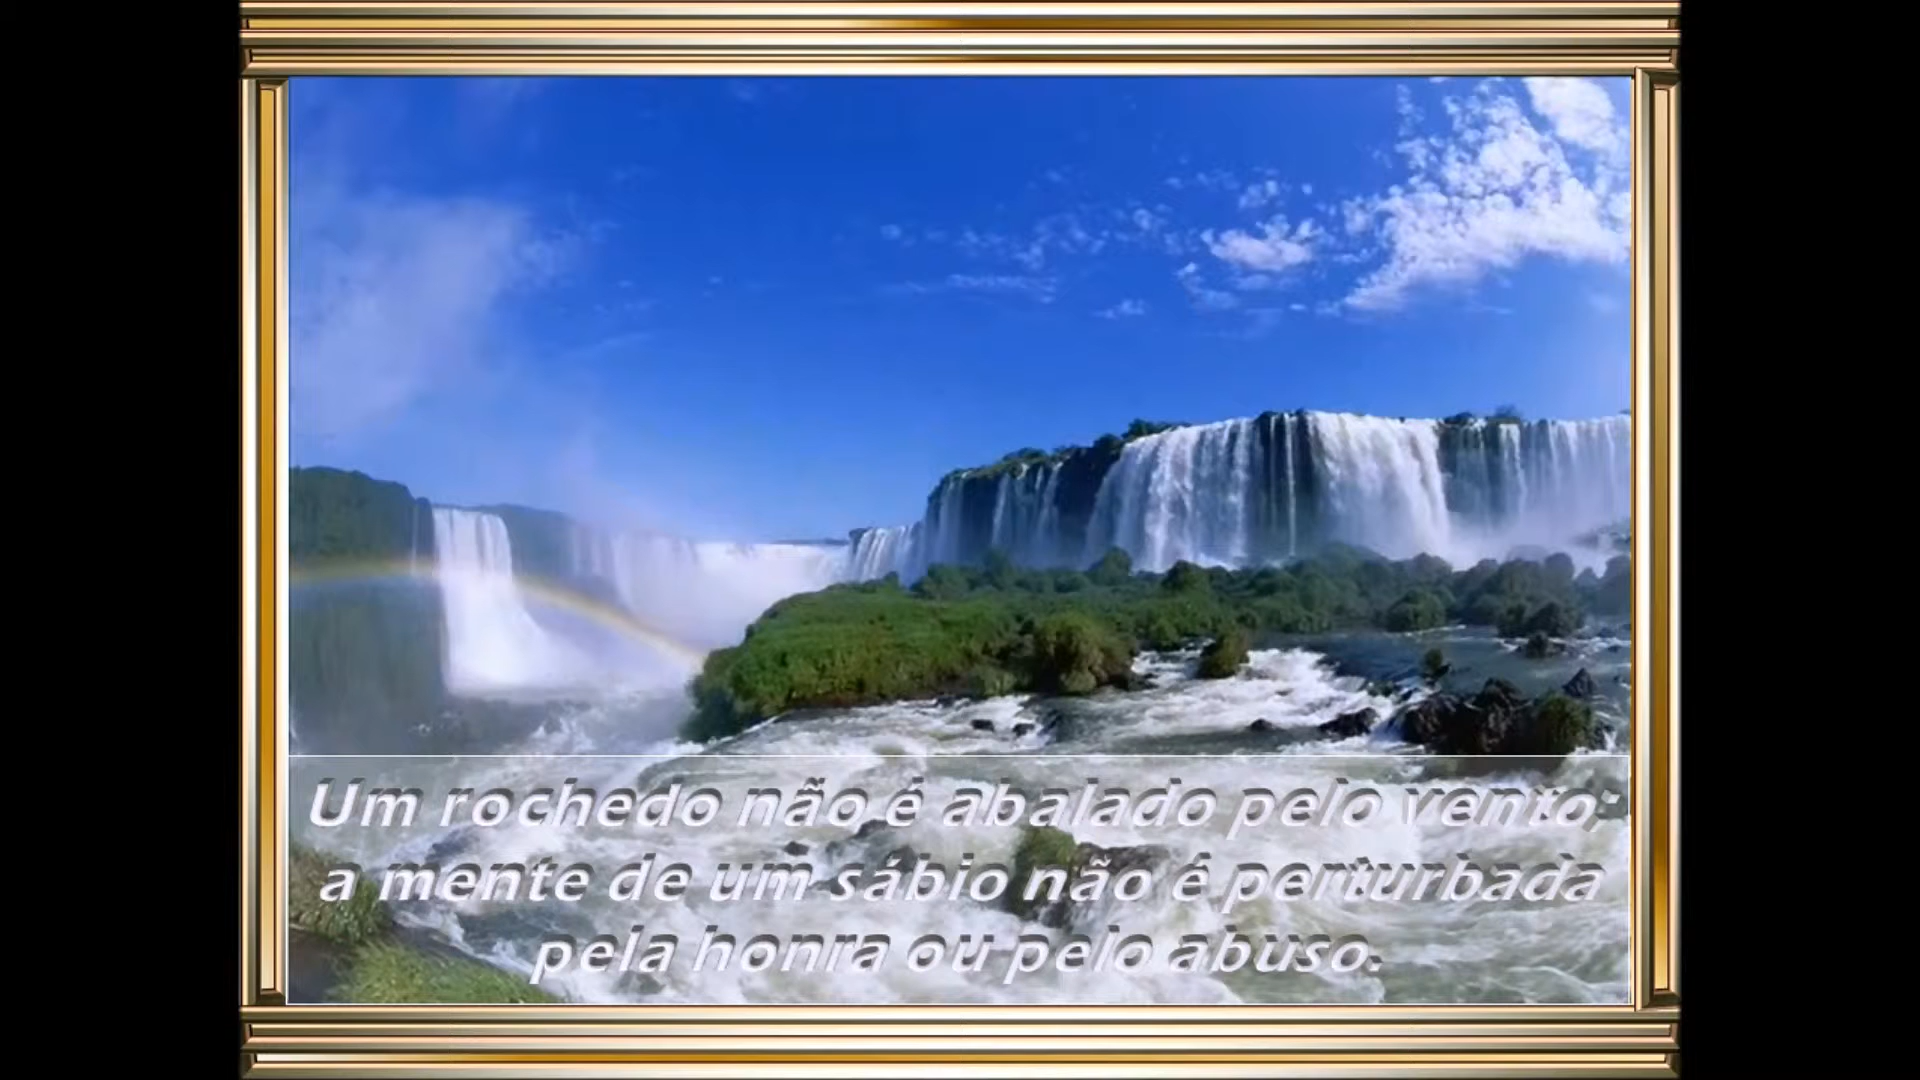 Um rochedo não é abalado pelo vento;
a mente de um sábio não é perturbada
pela honra ou pelo abuso.